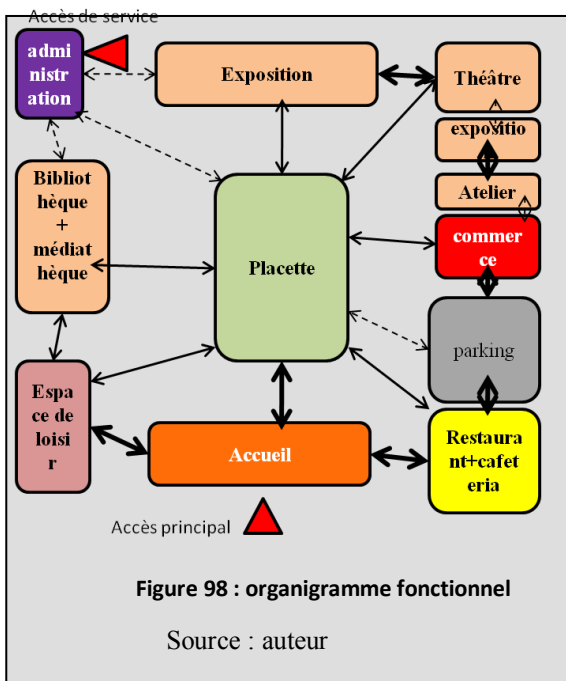 Accès de service
admi
nistr
ation
Exposition
Théâtre
expositio
Atelier
Bibliot
hèque
+
médiat
hèque
Placette
commer
ce
parking
Espa
ce de
loisi
r
Accueil
Restaura
nt+cafet
eria
Accès principal
Figure 98 : organigramme fonctionnel
Source : auteur